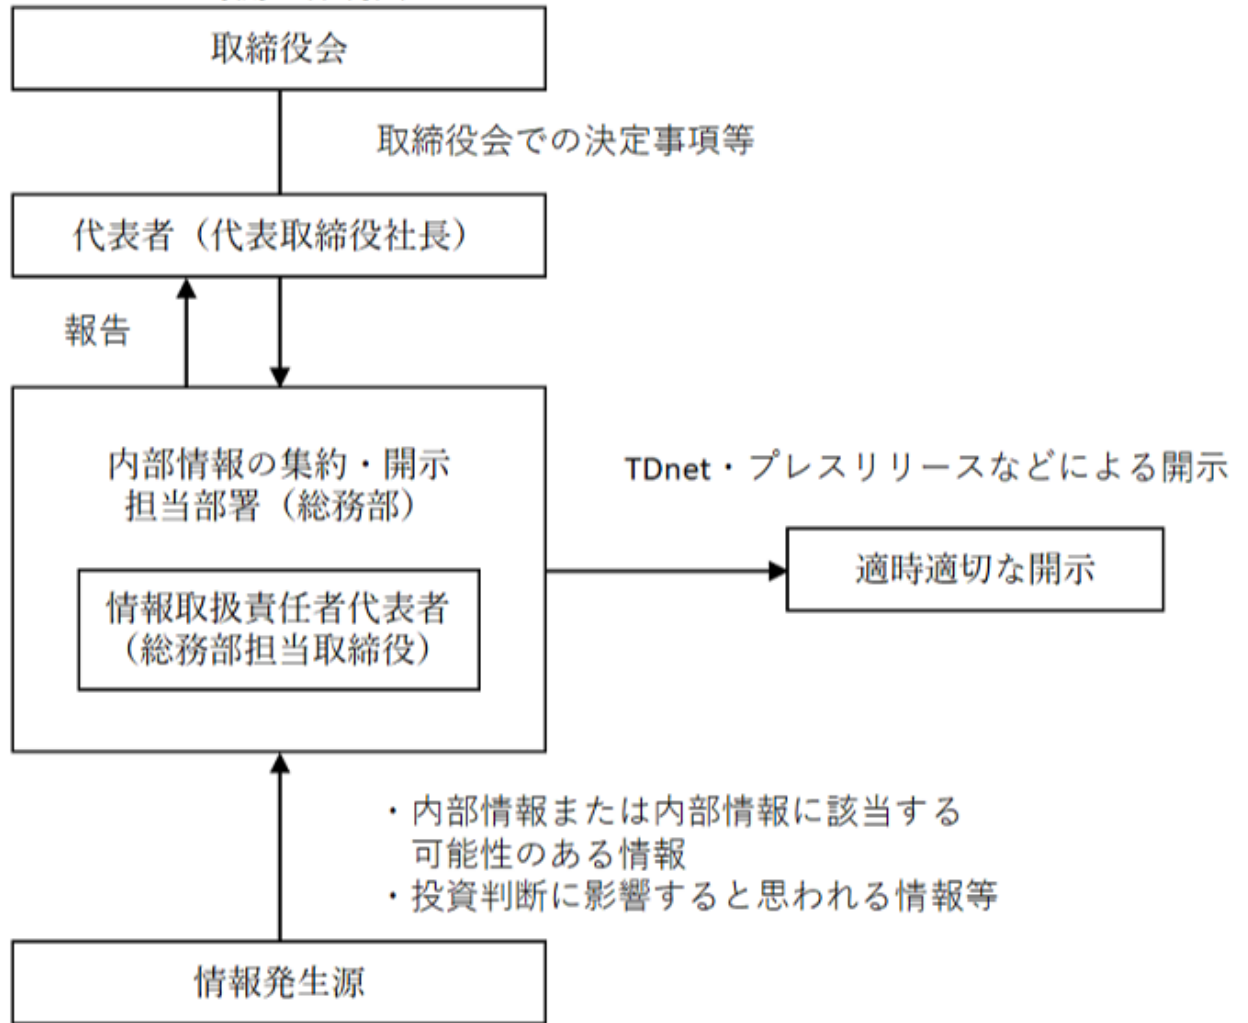 取締役会
取締役会での決定事項等
代表者（代表取締役社長）
報告
内部情報の集約・開示
担当部署（総務部）
TDnet・プレスリリースなどによる開示
適時適切な開示
情報取扱責任者代表者
（総務部担当取締役）
・内部情報または内部情報に該当する
可能性のある情報
・投資判断に影響すると思われる情報等
情報発生源